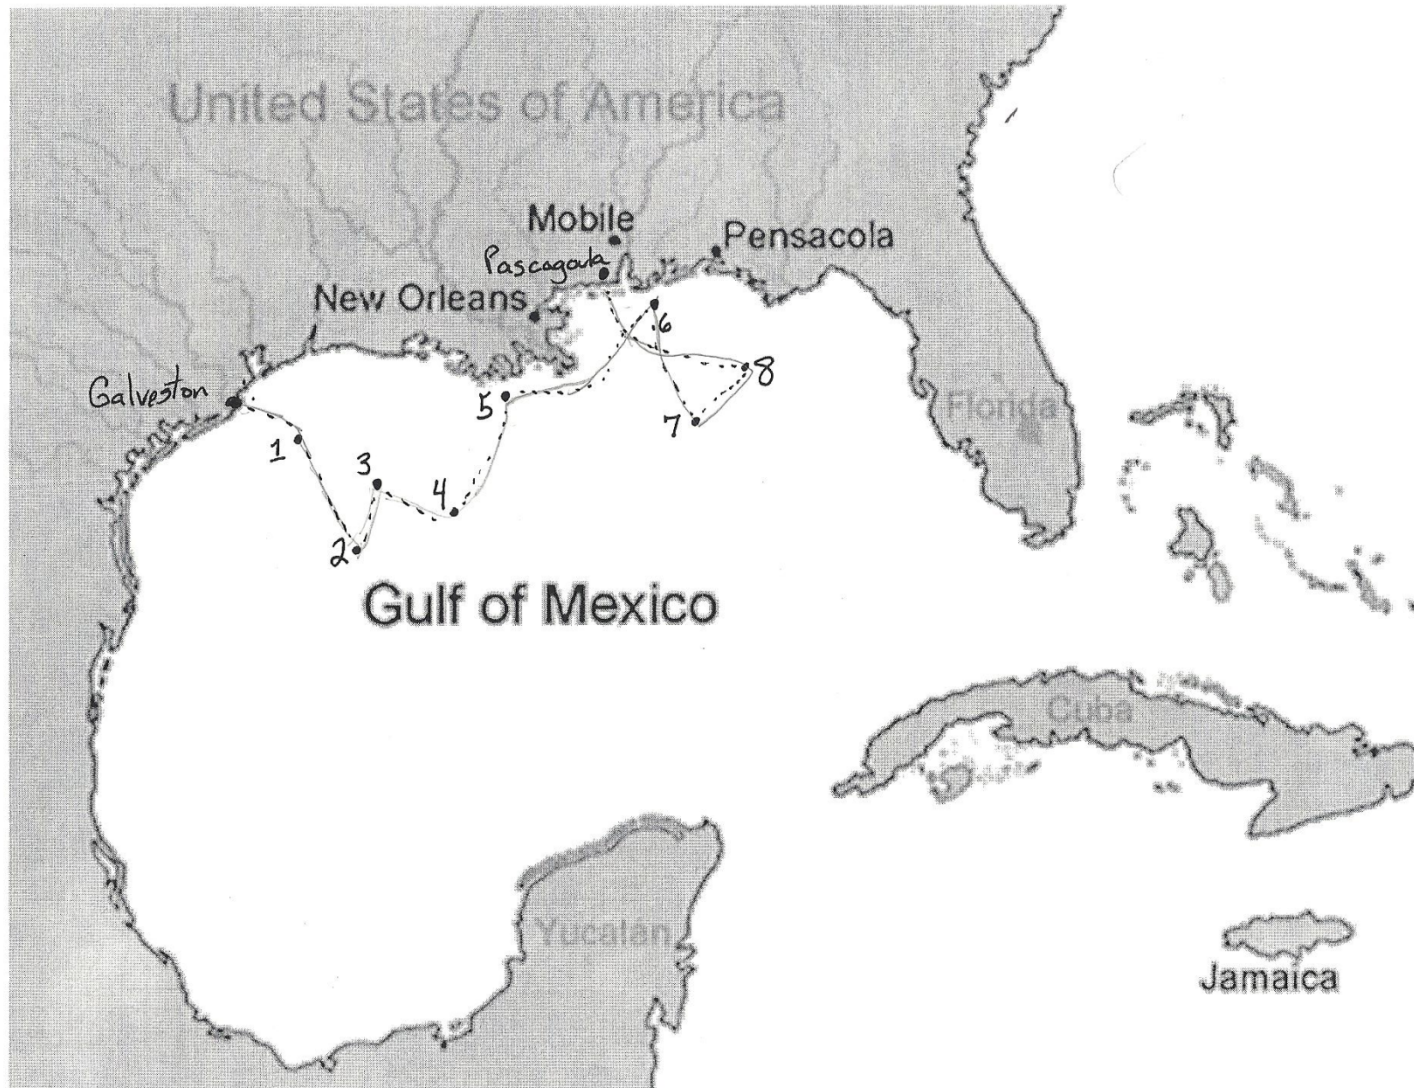 United States of America
Mobile
Pensacola
Pascagoula
New Orleans
Galveston
1
2
3
4
5
6
7
8
Florida
Gulf of Mexico
Cuba
Yucatán
Jamaica